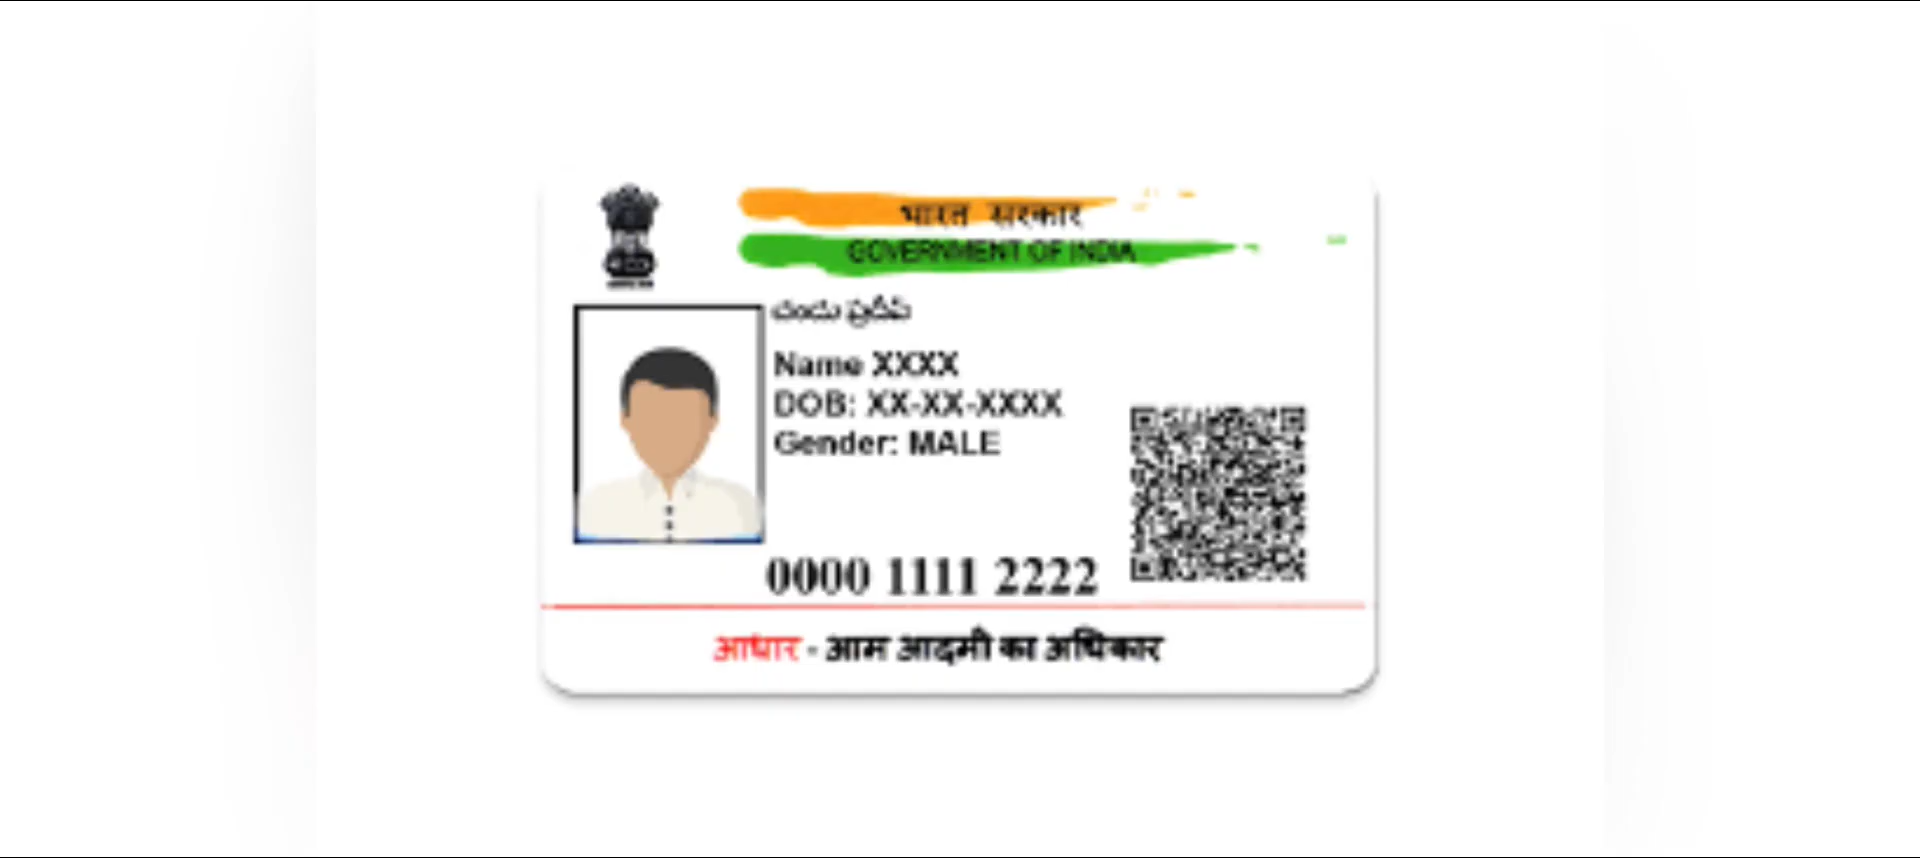 भारत सरकार
GOVERNMENT OF INDIA
చందు ప్రదీప్
Name XXXX
DOB: XX-XX-XXXX
Gender: MALE
0000 1111 2222
आधार - आम आदमी का अधिकार